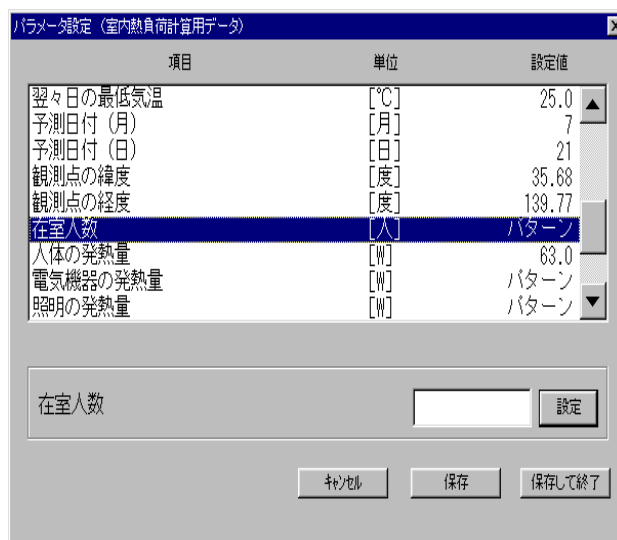 パラメータ設定（室内熱負荷計算用データ）
項目 単位 設定値
翌々日の最低気温 [℃] 25.0
予測日付（月） [月] 7
予測日付（日） [日] 21
観測点の緯度 [度] 35.68
観測点の経度 [度] 139.77
在室人数 [人] パターン
人体の発熱量 [W] 63.0
電気機器の発熱量 [W] パターン
照明の発熱量 [W] パターン
在室人数 設定
キャンセル 保存 保存して終了